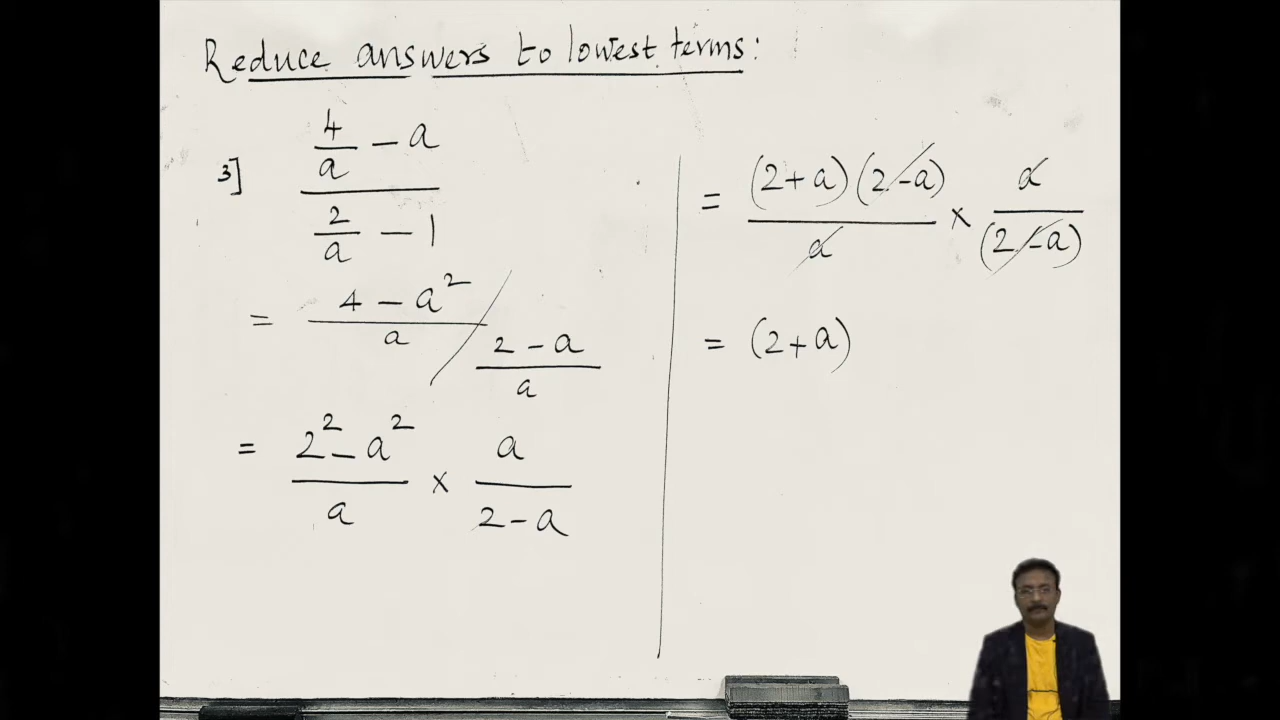 Reduce answers to lowest terms:
3]
4/a - a
2/a - 1
= 4 - a² / a / 2 - a / a
= 2² - a² / a × a / 2 - a
= (2 + a)(2 - a) / a × a / (2 - a)
= (2 + a)